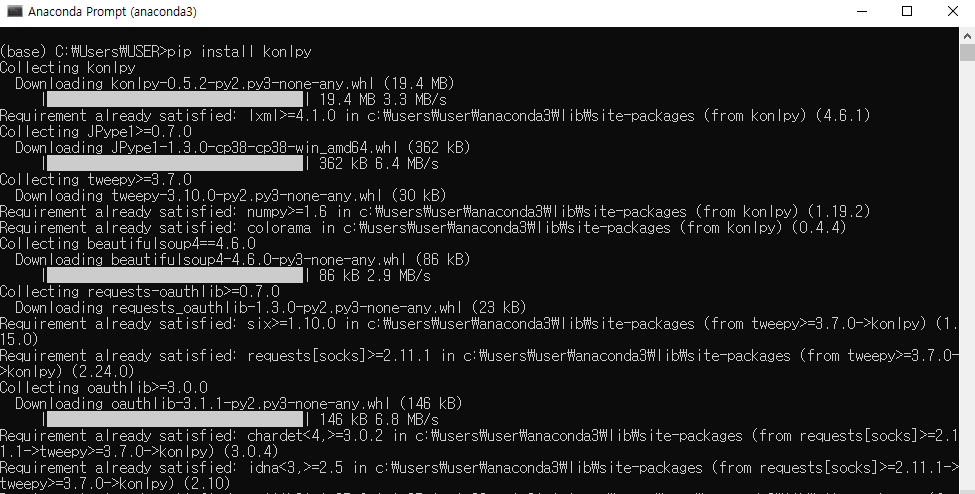 Anaconda Prompt (anaconda3)
(base) C:₩Users₩USER>pip install konlpy
Collecting konlpy
  Downloading konlpy-0.5.2-py2.py3-none-any.whl (19.4 MB)
     | | 19.4 MB 3.3 MB/s
Requirement already satisfied: lxml>=4.1.0 in c:₩users₩user₩anaconda3₩lib₩site-packages (from konlpy) (4.6.1)
Collecting JPype1>=0.7.0
  Downloading JPype1-1.3.0-cp38-cp38-win_amd64.whl (362 kB)
     | | 362 kB 6.4 MB/s
Collecting tweepy>=3.7.0
  Downloading tweepy-3.10.0-py2.py3-none-any.whl (30 kB)
Requirement already satisfied: numpy>=1.6 in c:₩users₩user₩anaconda3₩lib₩site-packages (from konlpy) (1.19.2)
Requirement already satisfied: colorama in c:₩users₩user₩anaconda3₩lib₩site-packages (from konlpy) (0.4.4)
Collecting beautifulsoup4==4.6.0
  Downloading beautifulsoup4-4.6.0-py3-none-any.whl (86 kB)
     | | 86 kB 2.9 MB/s
Collecting requests-oauthlib>=0.7.0
  Downloading requests_oauthlib-1.3.0-py2.py3-none-any.whl (23 kB)
Requirement already satisfied: six>=1.10.0 in c:₩users₩user₩anaconda3₩lib₩site-packages (from tweepy>=3.7.0->konlpy) (1.
15.0)
Requirement already satisfied: requests[socks]>=2.11.1 in c:₩users₩user₩anaconda3₩lib₩site-packages (from tweepy>=3.7.0-
>konlpy) (2.24.0)
Collecting oauthlib>=3.0.0
  Downloading oauthlib-3.1.1-py2.py3-none-any.whl (146 kB)
     | | 146 kB 6.8 MB/s
Requirement already satisfied: chardet<4,>=3.0.2 in c:₩users₩user₩anaconda3₩lib₩site-packages (from requests[socks]>=2.1
1.1->tweepy>=3.7.0->konlpy) (3.0.4)
Requirement already satisfied: idna<3,>=2.5 in c:₩users₩user₩anaconda3₩lib₩site-packages (from requests[socks]>=2.11.1->
tweepy>=3.7.0->konlpy) (2.10)